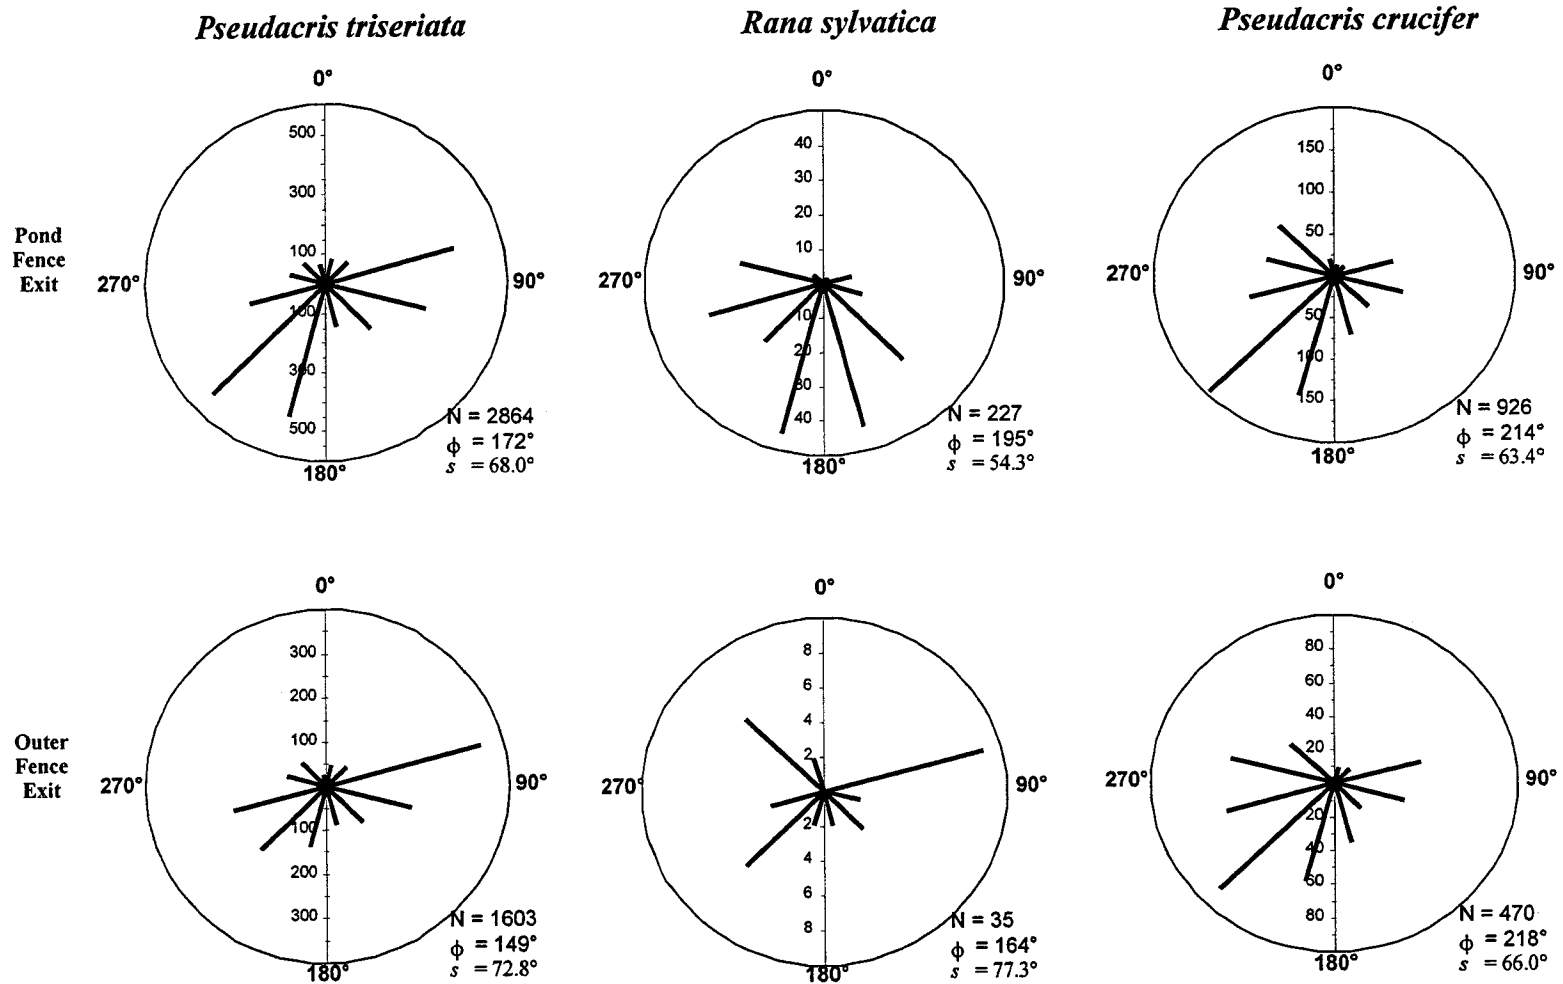 Pseudacris triseriata
Rana sylvatica
Pseudacris crucifer
Pond
Fence
Exit
0°
500
300
100
270°
90°
100
300
500
180°
N = 2864
ϕ = 172°
s = 68.0°
0°
40
30
20
10
270°
90°
10
20
30
40
180°
N = 227
ϕ = 195°
s = 54.3°
0°
150
100
50
270°
90°
50
100
150
180°
N = 926
ϕ = 214°
s = 63.4°
Outer
Fence
Exit
0°
300
200
100
270°
90°
100
200
300
180°
N = 1603
ϕ = 149°
s = 72.8°
0°
8
6
4
2
270°
90°
2
4
6
8
180°
N = 35
ϕ = 164°
s = 77.3°
0°
80
60
40
20
270°
90°
20
40
60
80
180°
N = 470
ϕ = 218°
s = 66.0°